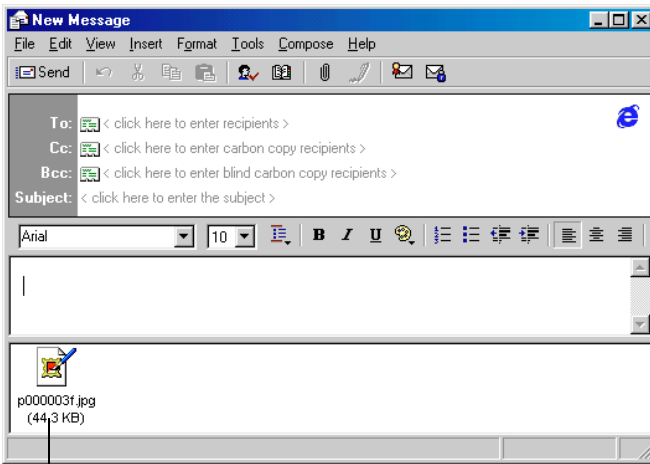 New Message
File Edit View Insert Format Tools Compose Help
Send
To: < click here to enter recipients >
Cc: < click here to enter carbon copy recipients >
Bcc: < click here to enter blind carbon copy recipients >
Subject: < click here to enter the subject >
Arial 10 B I U
p000003f.jpg
(44.3 KB)